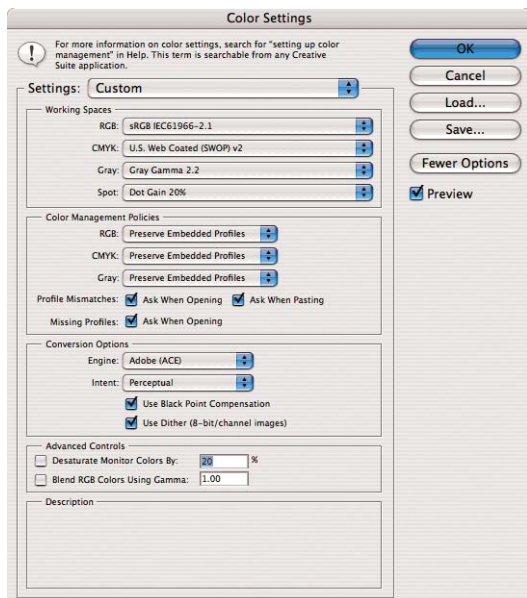 Color Settings
For more information on color settings, search for "setting up color
management" in Help. This term is searchable from any Creative
Suite application.
OK
Cancel
Load...
Save...
Fewer Options
Preview
Settings: Custom
Working Spaces
RGB: sRGB IEC61966-2.1
CMYK: U.S. Web Coated (SWOP) v2
Gray: Gray Gamma 2.2
Spot: Dot Gain 20%
Color Management Policies
RGB: Preserve Embedded Profiles
CMYK: Preserve Embedded Profiles
Gray: Preserve Embedded Profiles
Profile Mismatches: Ask When Opening Ask When Pasting
Missing Profiles: Ask When Opening
Conversion Options
Engine: Adobe (ACE)
Intent: Perceptual
Use Black Point Compensation
Use Dither (8-bit/channel images)
Advanced Controls
Desaturate Monitor Colors By: 20 %
Blend RGB Colors Using Gamma: 1.00
Description